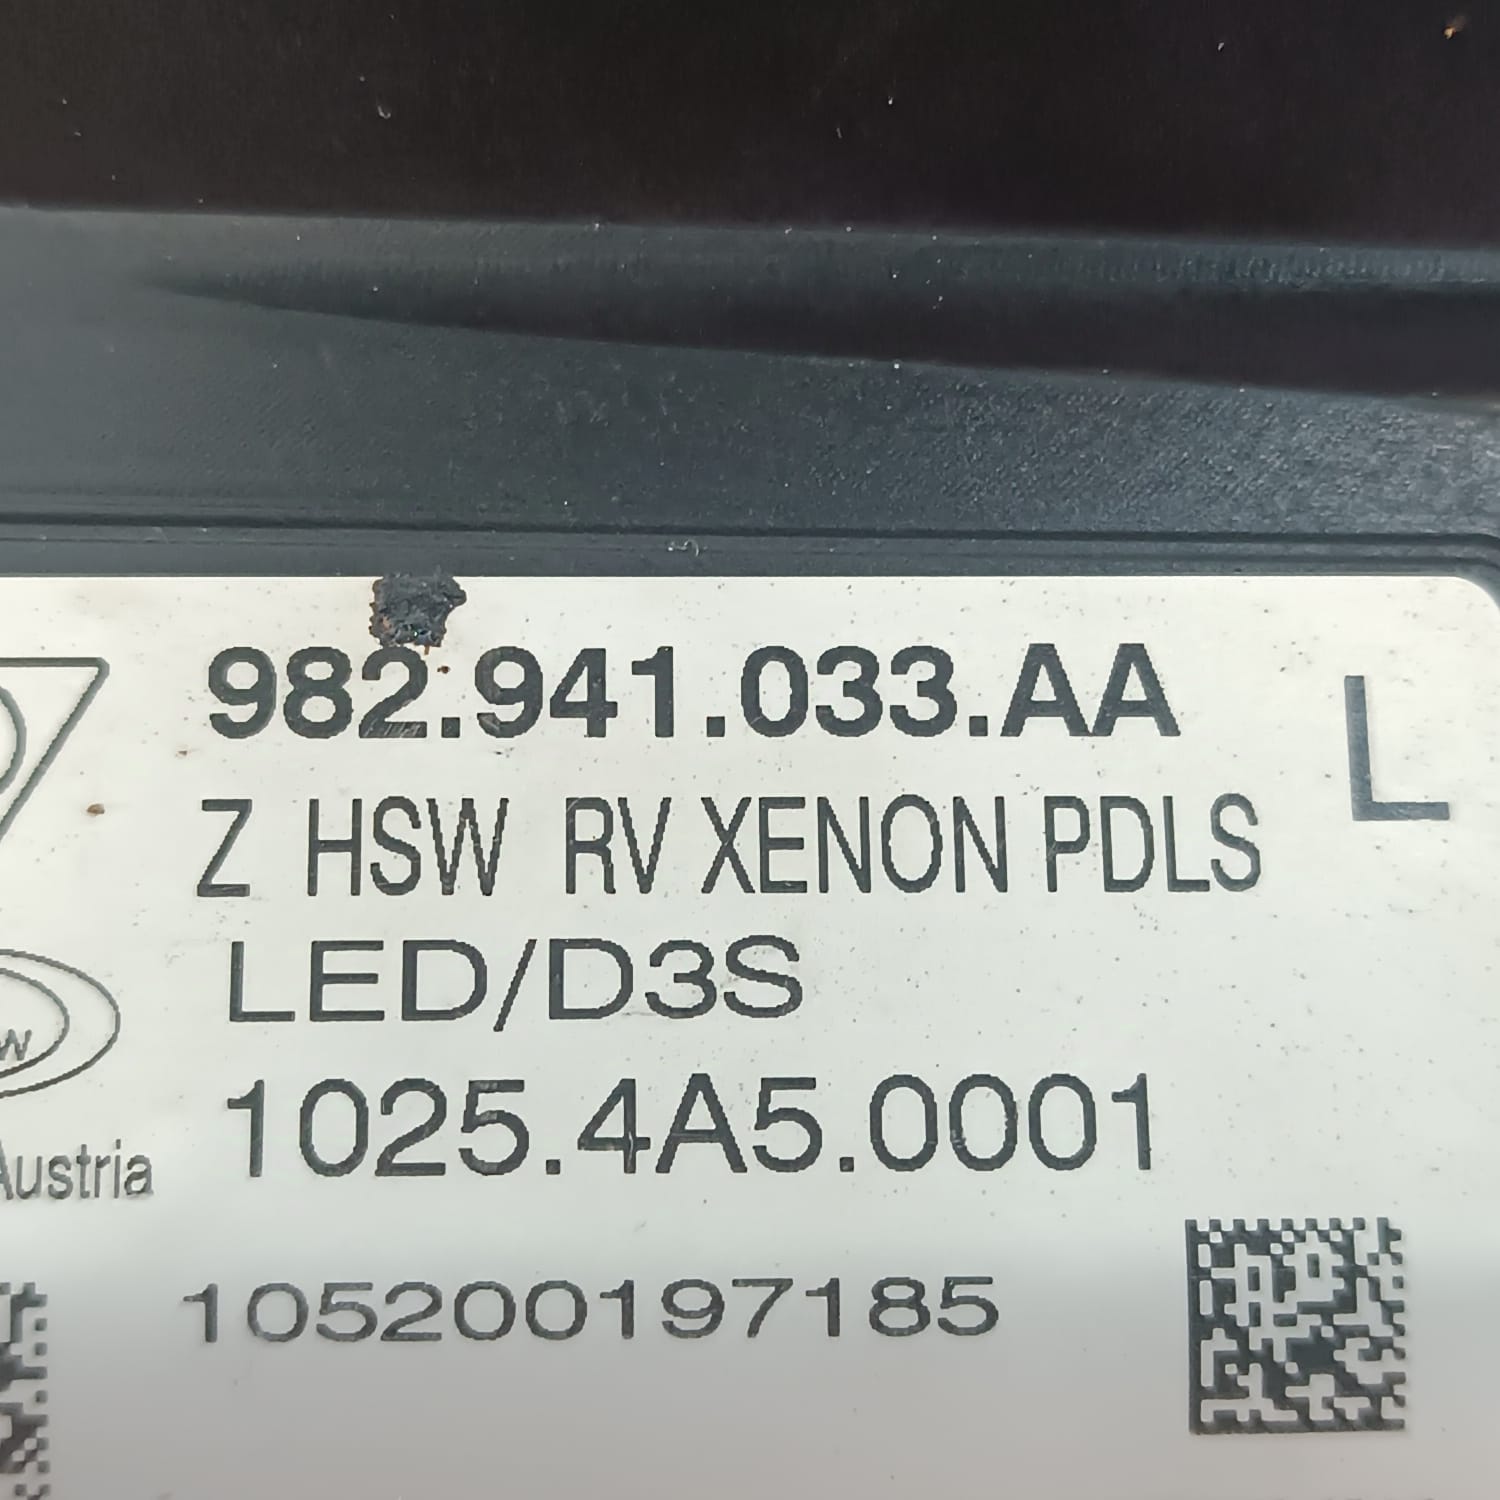 982.941.033.AA
L
Z HSW RV XENON PDLS
LED/D3S
1025.4A5.0001
Austria
105200197185